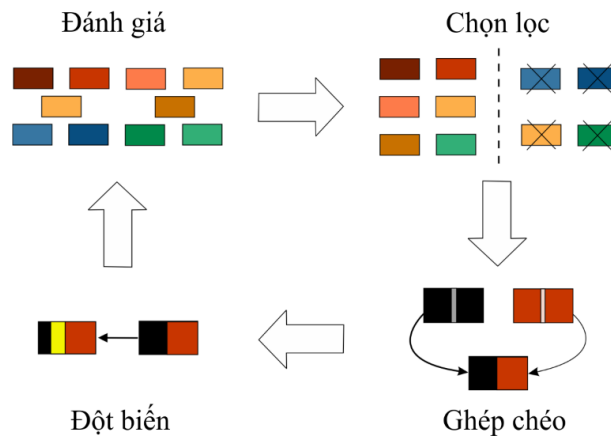 Đánh giá
Chọn lọc
Đột biến
Ghép chéo